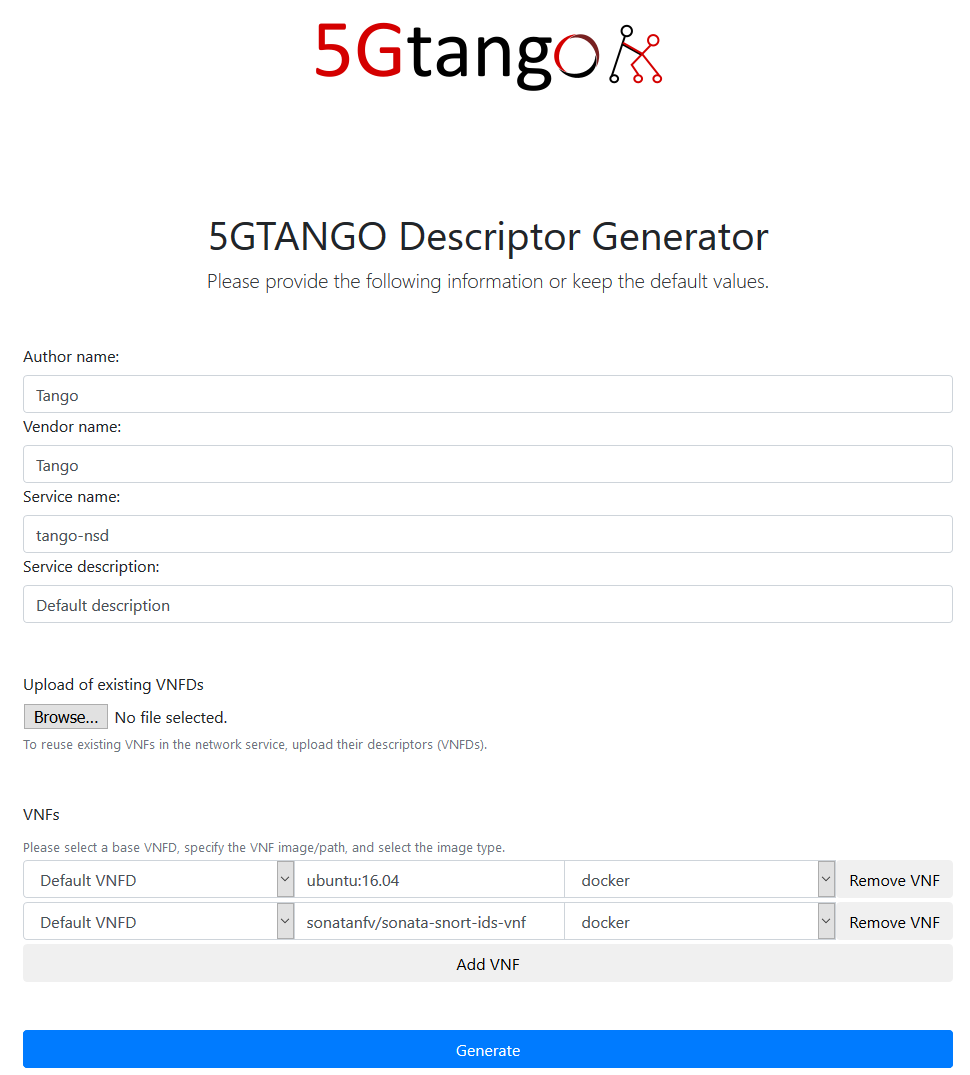 5Gtango
5GTANGO Descriptor Generator
Please provide the following information or keep the default values.
Author name:
Tango
Vendor name:
Tango
Service name:
tango-nsd
Service description:
Default description
Upload of existing VNFDs
Browse... No file selected.
To reuse existing VNFs in the network service, upload their descriptors (VNFDs).
VNFs
Please select a base VNFD, specify the VNF image/path, and select the image type.
Default VNFD ubuntu:16.04 docker Remove VNF
Default VNFD sonatanfv/sonata-snort-ids-vnf docker Remove VNF
Add VNF
Generate